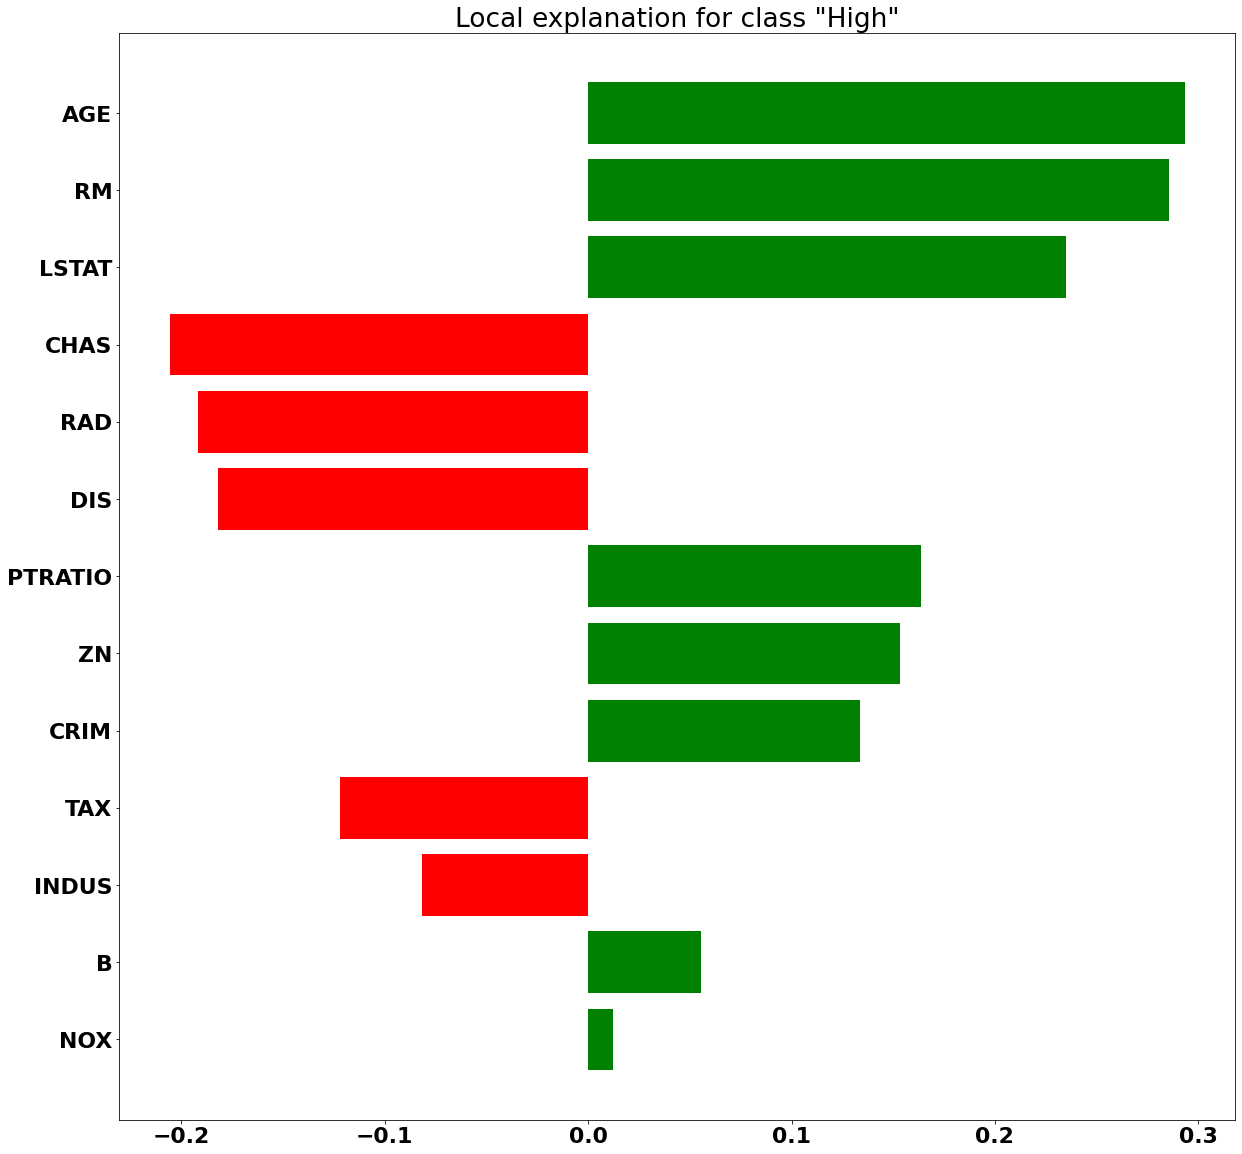 Local explanation for class "High"
AGE
RM
LSTAT
CHAS
RAD
DIS
PTRATIO
ZN
CRIM
TAX
INDUS
B
NOX
−0.2 −0.1 0.0 0.1 0.2 0.3